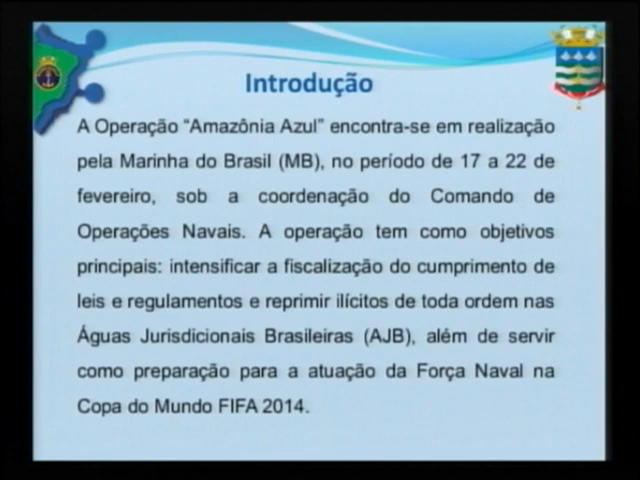 Introdução
A Operação “Amazônia Azul” encontra-se em realização
pela Marinha do Brasil (MB), no período de 17 a 22 de
fevereiro, sob a coordenação do Comando de
Operações Navais. A operação tem como objetivos
principais: intensificar a fiscalização do cumprimento de
leis e regulamentos e reprimir ilícitos de toda ordem nas
Águas Jurisdicionais Brasileiras (AJB), além de servir
como preparação para a atuação da Força Naval na
Copa do Mundo FIFA 2014.